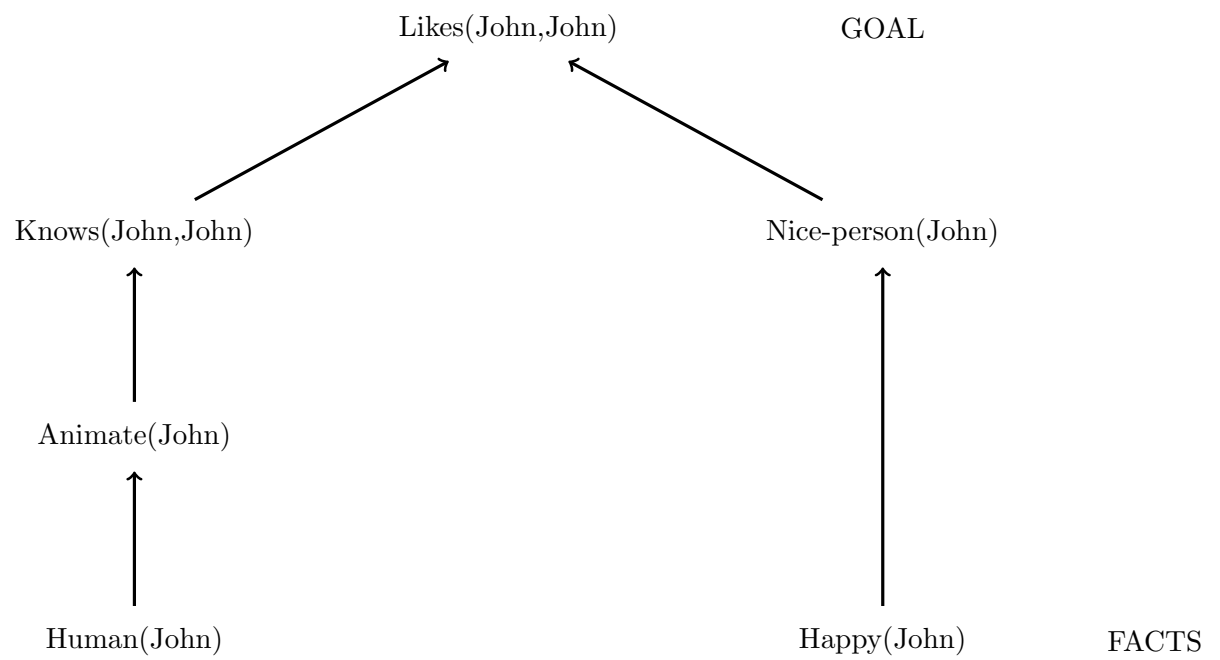 Likes(John,John) GOAL
Knows(John,John) Nice-person(John)
Animate(John)
Human(John) Happy(John) FACTS